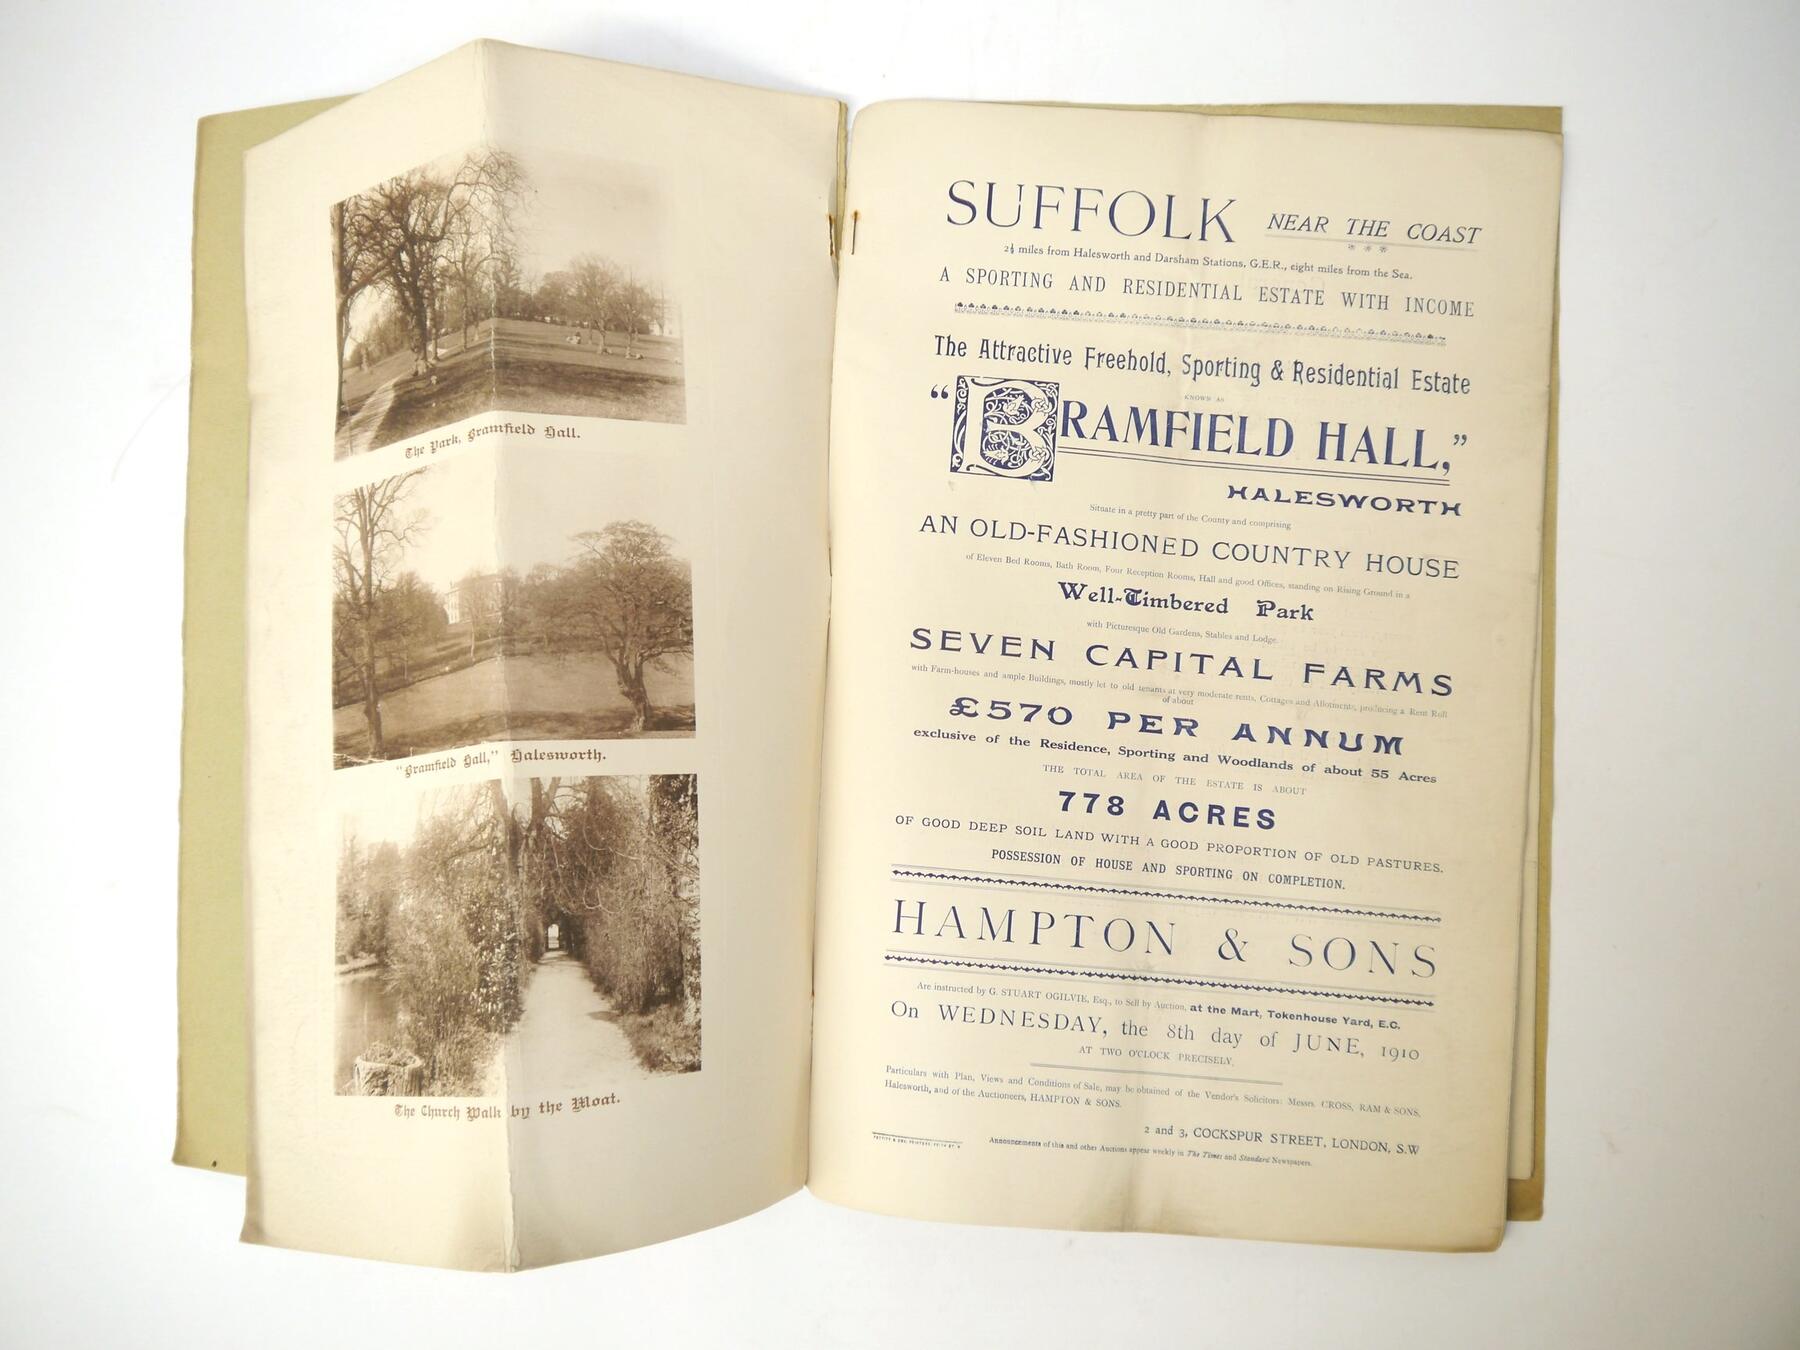 The Park, Bramfield Hall.
"Bramfield Hall," Halesworth.
The Church Walk by the Moat.
SUFFOLK NEAR THE COAST
2½ miles from Halesworth and Darsham Stations, G.E.R., eight miles from the Sea.
A SPORTING AND RESIDENTIAL ESTATE WITH INCOME
The Attractive Freehold, Sporting & Residential Estate
KNOWN AS
"BRAMFIELD HALL,"
HALESWORTH
Situate in a pretty part of the County and comprising
AN OLD-FASHIONED COUNTRY HOUSE
of Eleven Bed Rooms, Bath Room, Four Reception Rooms, Hall and good Offices, standing on Rising Ground in a
Well-Timbered Park
with Picturesque Old Gardens, Stables and Lodge.
SEVEN CAPITAL FARMS
with Farm-houses and ample Buildings, mostly let to old tenants at very moderate rents, Cottages and Allotments, producing a Rent Roll
of about
£570 PER ANNUM
exclusive of the Residence, Sporting and Woodlands of about 55 Acres
THE TOTAL AREA OF THE ESTATE IS ABOUT
778 ACRES
OF GOOD DEEP SOIL LAND WITH A GOOD PROPORTION OF OLD PASTURES.
POSSESSION OF HOUSE AND SPORTING ON COMPLETION.
HAMPTON & SONS
Are instructed by G. STUART OGILVIE, Esq., to Sell by Auction, at the Mart, Tokenhouse Yard, E.C.
On WEDNESDAY, the 8th day of JUNE, 1910
AT TWO O'CLOCK PRECISELY.
Particulars with Plan, Views and Conditions of Sale, may be obtained of the Vendor's Solicitors: Messrs. CROSS, RAM & SONS,
Halesworth, and of the Auctioneers, HAMPTON & SONS.
2 and 3, COCKSPUR STREET, LONDON, S.W
Announcements of this and other Auctions appear weekly in The Times and Standard Newspapers.